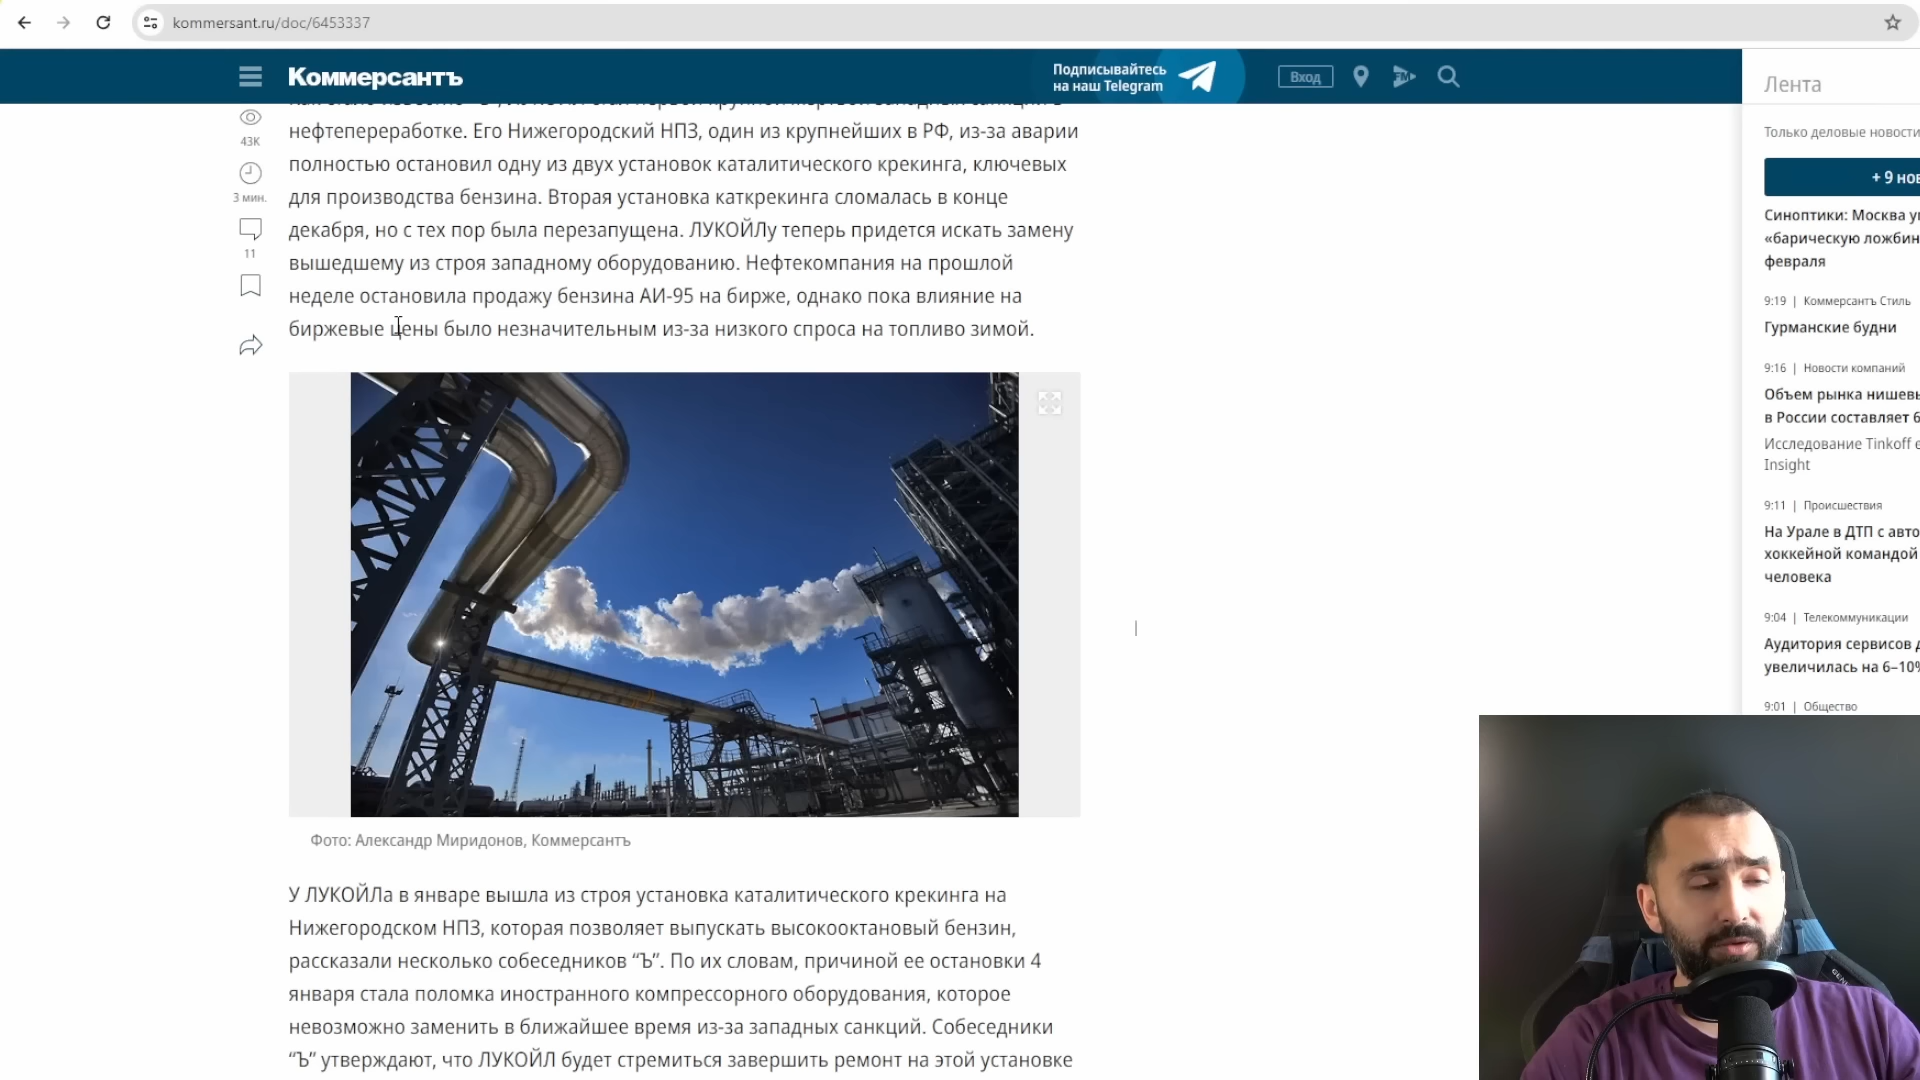 kommersant.ru/doc/6453337
Коммерсантъ
Подписывайтесь
на наш Telegram
Вход
FM
Лента
Только деловые новости
+ 9 нов
43K
3 мин.
11
нефтепереработке. Его Нижегородский НПЗ, один из крупнейших в РФ, из-за аварии
полностью остановил одну из двух установок каталитического крекинга, ключевых
для производства бензина. Вторая установка каткрекинга сломалась в конце
декабря, но с тех пор была перезапущена. ЛУКОЙЛу теперь придется искать замену
вышедшему из строя западному оборудованию. Нефтекомпания на прошлой
неделе остановила продажу бензина АИ-95 на бирже, однако пока влияние на
биржевые цены было незначительным из-за низкого спроса на топливо зимой.
Фото: Александр Миридонов, Коммерсантъ
У ЛУКОЙЛа в январе вышла из строя установка каталитического крекинга на
Нижегородском НПЗ, которая позволяет выпускать высокооктановый бензин,
рассказали несколько собеседников “Ъ”. По их словам, причиной ее остановки 4
января стала поломка иностранного компрессорного оборудования, которое
невозможно заменить в ближайшее время из-за западных санкций. Собеседники
“Ъ” утверждают, что ЛУКОЙЛ будет стремиться завершить ремонт на этой установке
Синоптики: Москва
«барическую ложбин
февраля
9:19 | Коммерсантъ Стиль
Гурманские будни
9:16 | Новости компаний
Объем рынка нишевы
в России составляет 6
Исследование Tinkoff e
Insight
9:11 | Происшествия
На Урале в ДТП с авто
хоккейной командой
человека
9:04 | Телекоммуникации
Аудитория сервисов д
увеличилась на 6–10%
9:01 | Общество